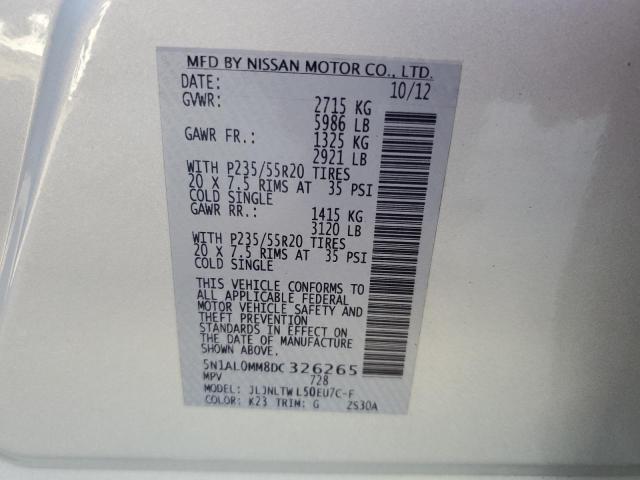 MFD BY NISSAN MOTOR CO., LTD.
DATE: 10/12
GVWR: 2715 KG
5986 LB
GAWR FR.: 1325 KG
2921 LB
WITH P235/55R20 TIRES
20 X 7.5 RIMS AT 35 PSI
COLD SINGLE
GAWR RR.: 1415 KG
3120 LB
WITH P235/55R20 TIRES
20 X 7.5 RIMS AT 35 PSI
COLD SINGLE
THIS VEHICLE CONFORMS TO
ALL APPLICABLE FEDERAL
MOTOR VEHICLE SAFETY AND
THEFT PREVENTION
STANDARDS IN EFFECT ON
THE DATE OF MANUFACTURE
SHOWN ABOVE.
5N1AL0MM8DC 326265
MPV 728
MODEL: JLJNLTWL50EU7C-F
COLOR: K23 TRIM: G ZS30A